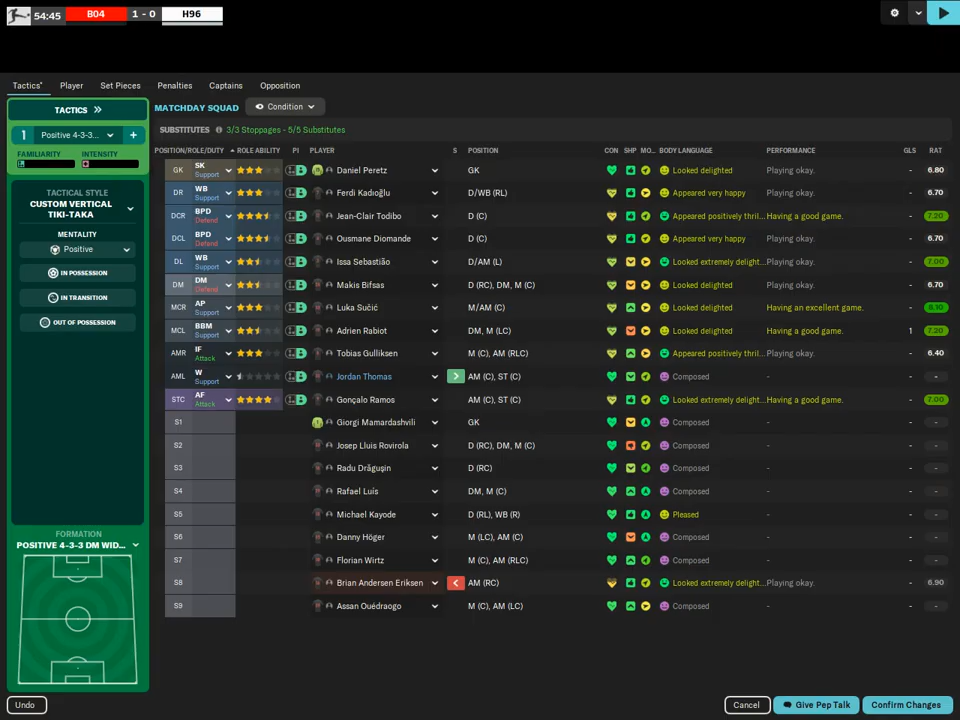 54:45 B04 1 - 0 H96
Tactics* Player Set Pieces Penalties Captains Opposition
TACTICS
1 Positive 4-3-3...
FAMILIARITY INTENSITY
TACTICAL STYLE
CUSTOM VERTICAL TIKI-TAKA
MENTALITY
Positive
IN POSSESSION
IN TRANSITION
OUT OF POSSESSION
FORMATION
POSITIVE 4-3-3 DM WID...
MATCHDAY SQUAD Condition
SUBSTITUTES 3/3 Stoppages - 5/5 Substitutes
POSITION/ROLE/DUTY ROLE ABILITY PI PLAYER S POSITION CON SHP MO... BODY LANGUAGE PERFORMANCE GLS RAT
GK SK Support Daniel Peretz GK Looked delighted Playing okay. - 6.80
DR WB Support Ferdi Kadıoğlu D/WB (RL) Appeared very happy Playing okay. - 6.70
DCR BPD Defend Jean-Clair Todibo D (C) Appeared positively thril... Having a good game. - 7.20
DCL BPD Defend Ousmane Diomande D (C) Appeared very happy Playing okay. - 6.70
DL WB Support Issa Sebastião D/AM (L) Looked extremely delight... Playing okay. - 7.00
DM DM Defend Makis Bifsas D (RC), DM, M (C) Looked delighted Playing okay. - 6.70
MCR AP Support Luka Sučić M/AM (C) Looked delighted Having an excellent game. - 8.10
MCL BBM Support Adrien Rabiot DM, M (LC) Looked delighted Having a good game. 1 7.20
AMR IF Attack Tobias Gulliksen M (C), AM (RLC) Appeared positively thril... Playing okay. - 6.40
AML W Support Jordan Thomas AM (C), ST (C) Composed - - -
STC AF Attack Gonçalo Ramos AM (C), ST (C) Looked extremely delight... Having a good game. - 7.00
S1 Giorgi Mamardashvili GK Composed - - -
S2 Josep Lluis Rovirola D (RC), DM, M (C) Composed - - -
S3 Radu Drăgușin D (RC) Composed - - -
S4 Rafael Luís DM, M (C) Composed - - -
S5 Michael Kayode D (RL), WB (R) Pleased - - -
S6 Danny Höger M (LC), AM (C) Composed - - -
S7 Florian Wirtz M (C), AM (RLC) Composed - - -
S8 Brian Andersen Eriksen AM (RC) Looked extremely delight... Playing okay. - 6.90
S9 Assan Ouédraogo M (C), AM (LC) Composed - - -
Undo Cancel Give Pep Talk Confirm Changes